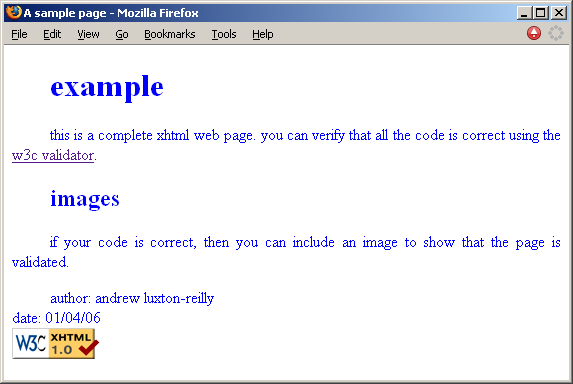 A sample page - Mozilla Firefox
File Edit View Go Bookmarks Tools Help
example
this is a complete xhtml web page. you can verify that all the code is correct using the
w3c validator.
images
if your code is correct, then you can include an image to show that the page is
validated.
author: andrew luxton-reilly
date: 01/04/06
W3C XHTML
1.0